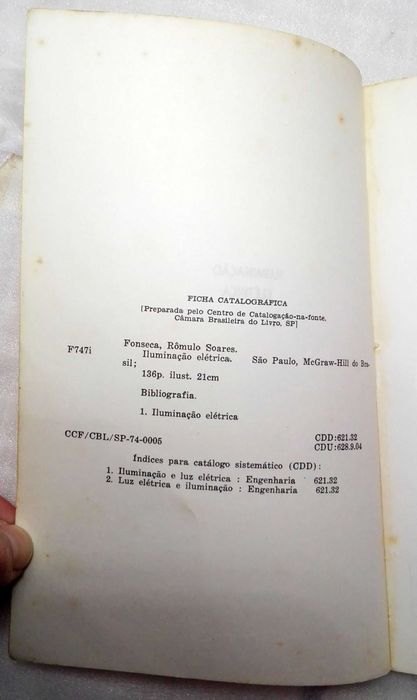 FICHA CATALOGRÁFICA
[Preparada pelo Centro de Catalogação-na-fonte,
Câmara Brasileira do Livro, SP]
Fonseca, Rômulo Soares.
F747i Iluminação elétrica. São Paulo, McGraw-Hill do Bra-
sil;
136p. ilust. 21cm
Bibliografia.
1. Iluminação elétrica
CCF/CBL/SP-74-0005 CDD:621.32
CDU:628.9.04
Índices para catálogo sistemático (CDD):
1. Iluminação e luz elétrica : Engenharia 621.32
2. Luz elétrica e iluminação : Engenharia 621.32